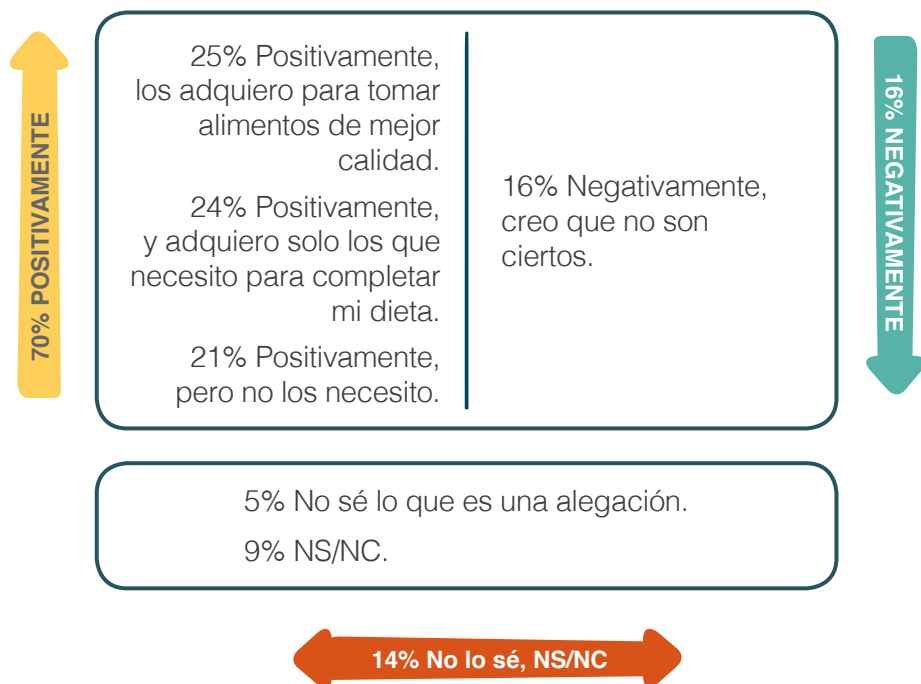 70% POSITIVAMENTE
25% Positivamente,
los adquiero para tomar
alimentos de mejor
calidad.
24% Positivamente,
y adquiero solo los que
necesito para completar
mi dieta.
21% Positivamente,
pero no los necesito.
16% Negativamente,
creo que no son
ciertos.
16% NEGATIVAMENTE
5% No sé lo que es una alegación.
9% NS/NC.
14% No lo sé, NS/NC